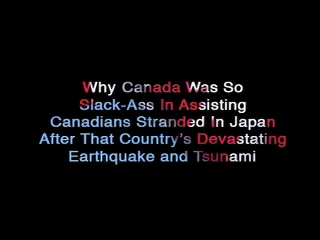 Why Canada Was So
Slack-Ass In Assisting
Canadians Stranded In Japan
After That Country's Devastating
Earthquake and Tsunami